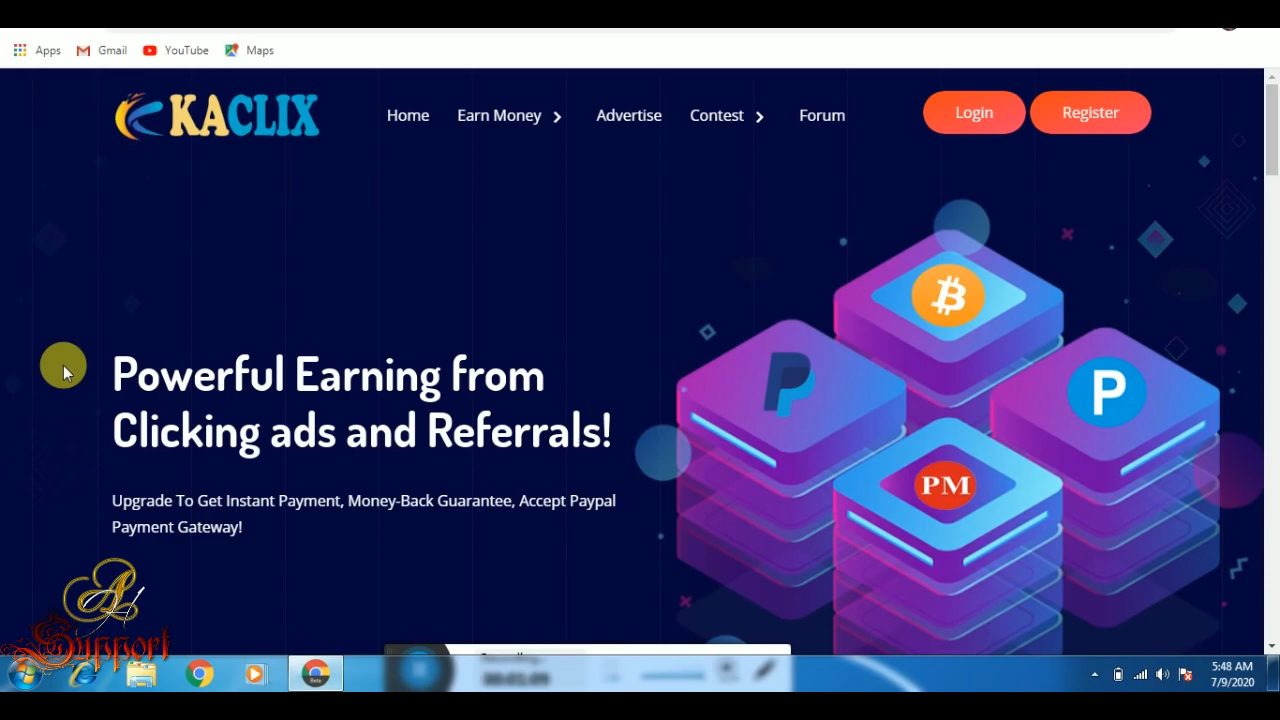 Apps Gmail YouTube Maps
KACLIX
Home Earn Money Advertise Contest Forum
Login Register
Powerful Earning from
Clicking ads and Referrals!
Upgrade To Get Instant Payment, Money-Back Guarantee, Accept Paypal
Payment Gateway!
PM
A
Support
Beta
5:48 AM
7/9/2020